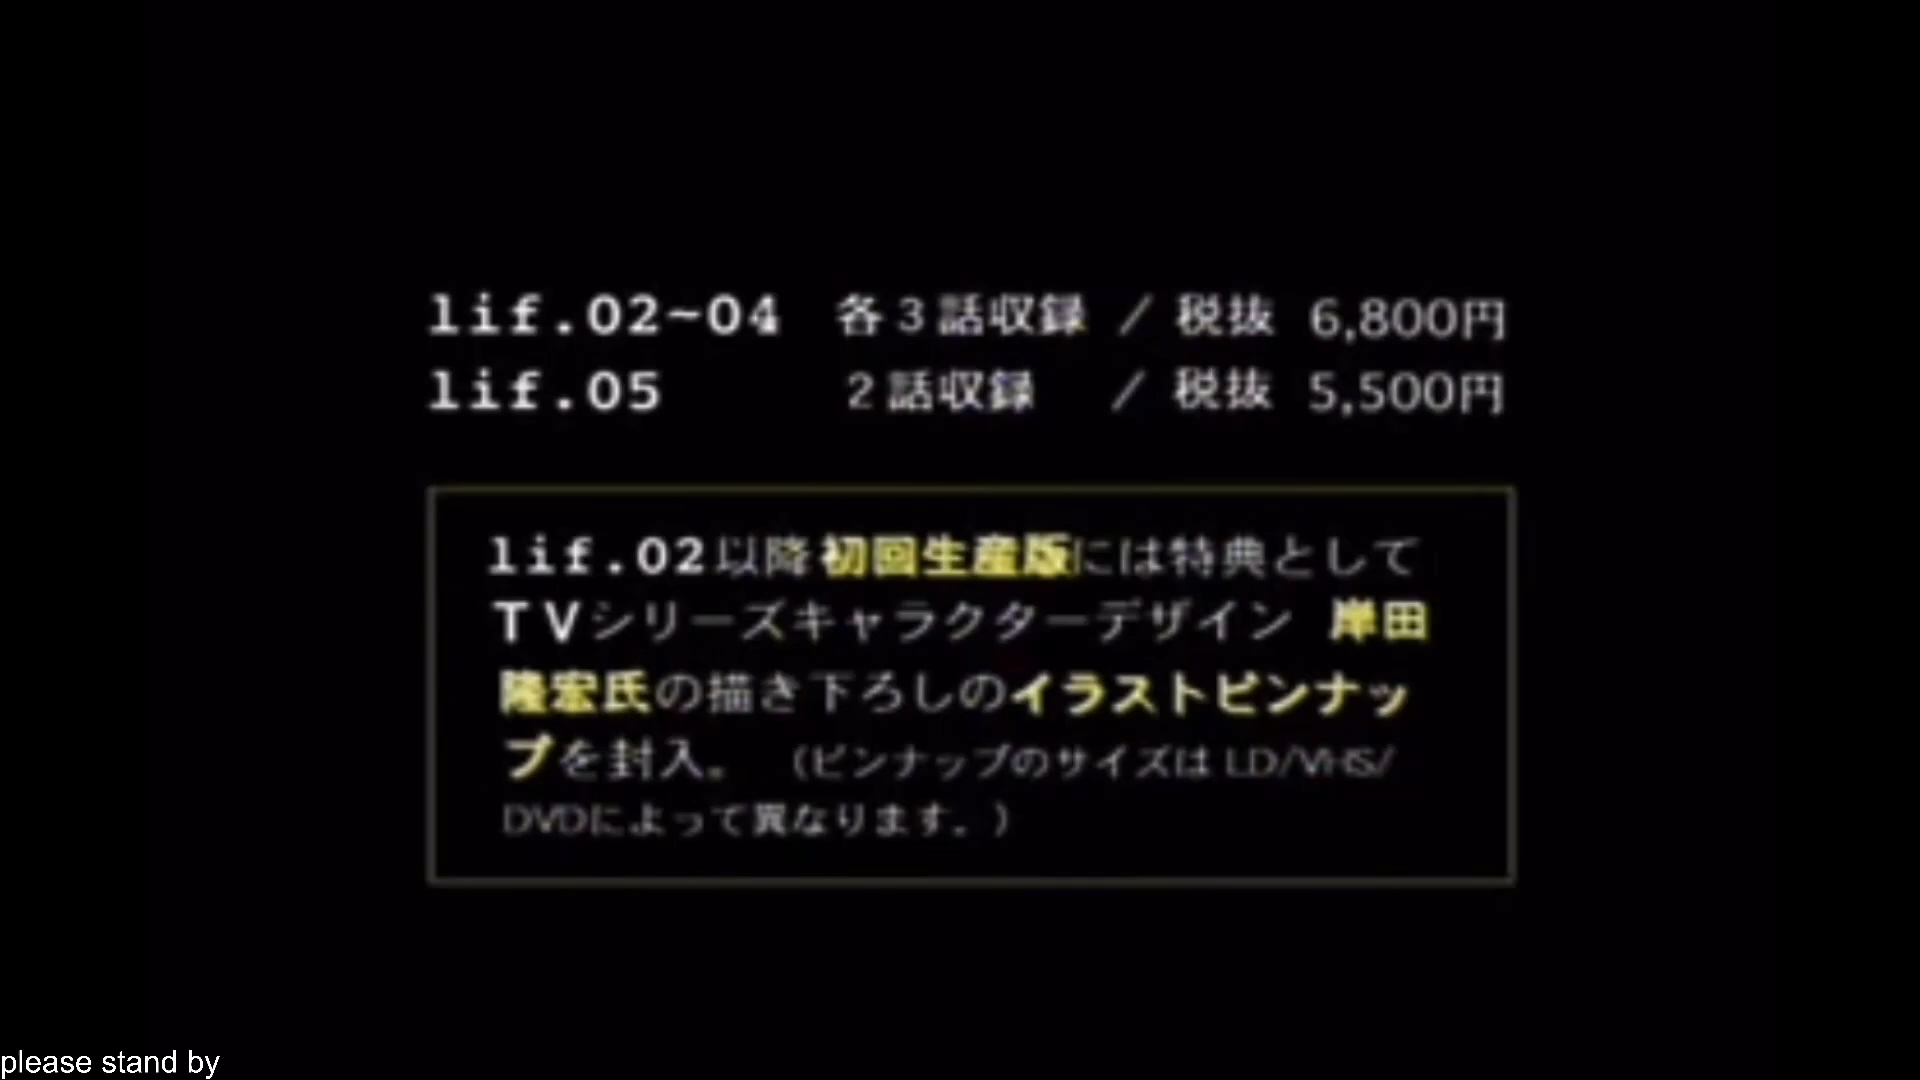 lif.02~04 各3話収録 / 税抜 6,800円
lif.05 2話収録 / 税抜 5,500円
lif.02以降初回生産版には特典として
TVシリーズキャラクターデザイン 岸田
隆宏氏の描き下ろしのイラストピンナッ
プを封入。 (ピンナップのサイズは LD/VHS/
DVDによって異なります。)
please stand by